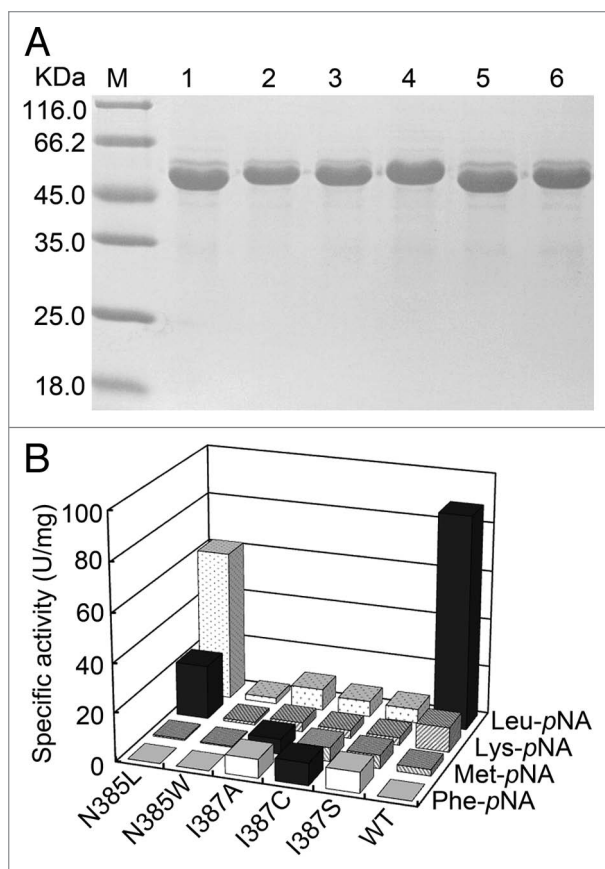 A
KDa M 1 2 3 4 5 6
116.0
66.2
45.0
35.0
25.0
18.0
B
Specific activity (U/mg)
100
80
60
40
20
0
N385L
N385W
I387A
I387C
I387S
WT
Leu-pNA
Lys-pNA
Met-pNA
Phe-pNA